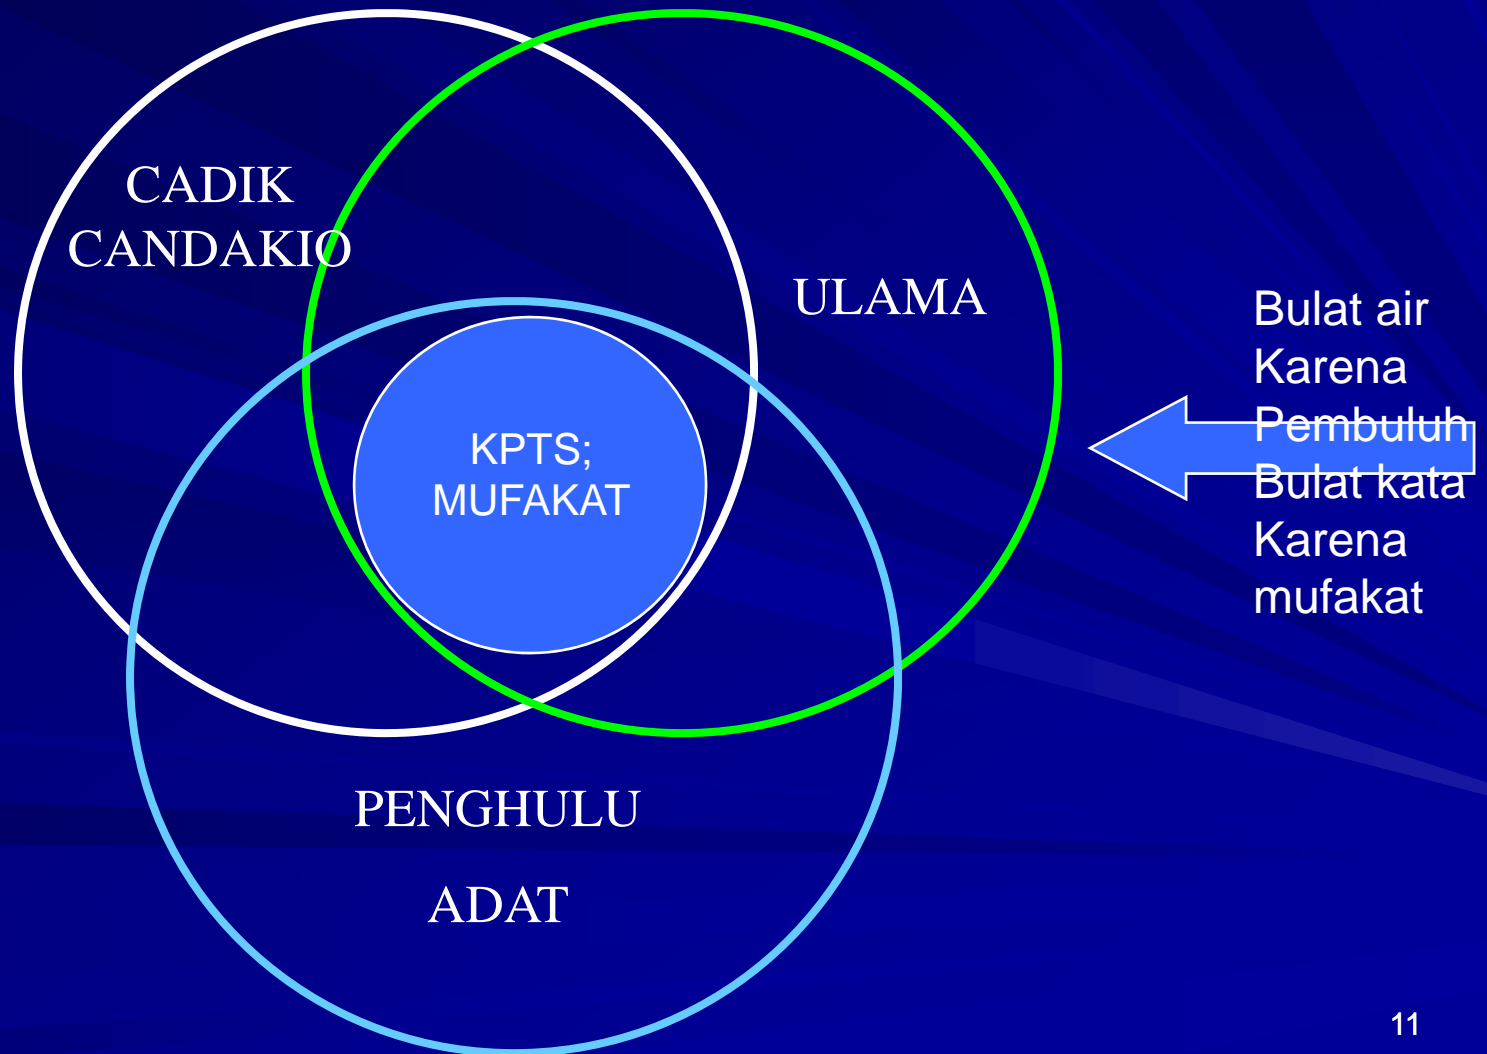 CADIK
CANDAKIO
ULAMA
KPTS;
MUFAKAT
PENGHULU
ADAT
Bulat air
Karena
Pembuluh
Bulat kata
Karena
mufakat
11